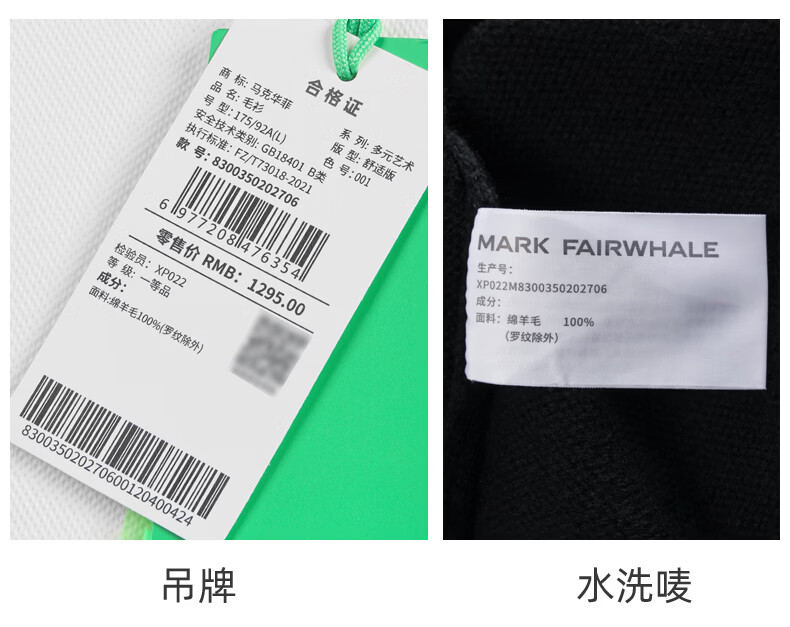 合格证
商 标: 马克华菲
品 名: 毛衫
系 列: 多元艺术
号 型: 175/92A(L)
版 型: 舒适版
安全技术类别: GB18401 B类
色 号: 001
执行标准: FZ/T73018-2021
款 号: 8300350202706
6 977208 476354
零售价 RMB: 1295.00
检验员: XP022
等 级: 一等品
成分:
面料:绵羊毛100%(罗纹除外)
83003502027060012040042​4
MARK FAIRWHALE
生产号:
XP022M8300350202706
成分:
面料: 绵羊毛 100%
(罗纹除外)
吊牌
水洗唛